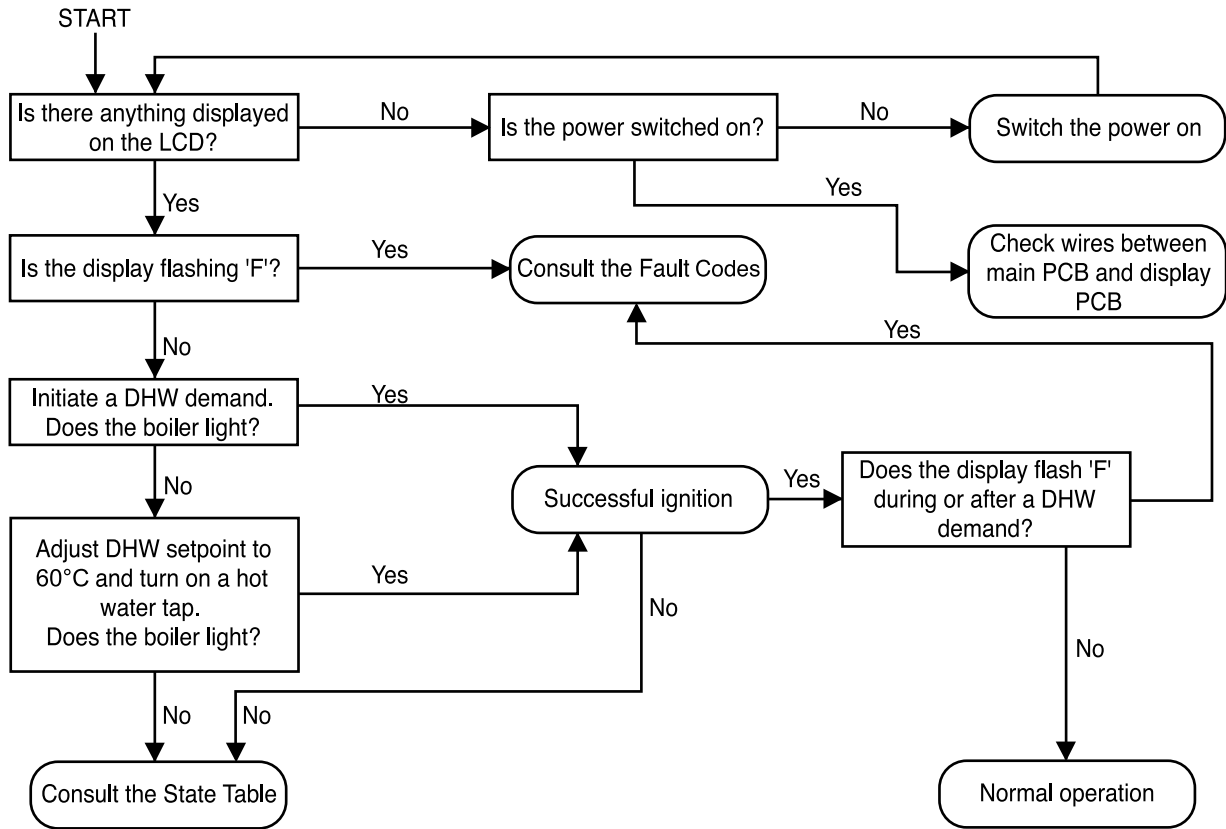 START
Is there anything displayed
on the LCD?
No
Is the power switched on?
No
Switch the power on
Yes
Yes
Is the display flashing 'F'?
Yes
Consult the Fault Codes
Check wires between
main PCB and display
PCB
No
Yes
Initiate a DHW demand.
Does the boiler light?
Yes
No
Successful ignition
Yes
Does the display flash 'F'
during or after a DHW
demand?
Adjust DHW setpoint to
60°C and turn on a hot
water tap.
Does the boiler light?
Yes
No
No
No
No
Consult the State Table
Normal operation